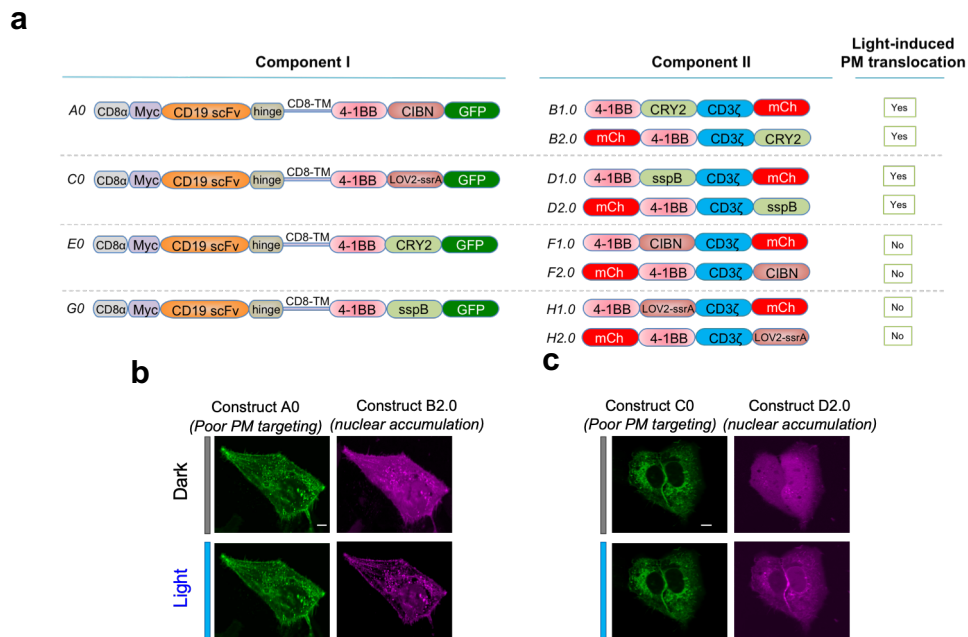 a
Component I
Component II
Light-induced
PM translocation
A0 CD8α Myc CD19 scFv hinge CD8-TM 4-1BB CIBN GFP
B1.0 4-1BB CRY2 CD3ζ mCh Yes
B2.0 mCh 4-1BB CD3ζ CRY2 Yes
C0 CD8α Myc CD19 scFv hinge CD8-TM 4-1BB LOV2-ssrA GFP
D1.0 4-1BB sspB CD3ζ mCh Yes
D2.0 mCh 4-1BB CD3ζ sspB Yes
E0 CD8α Myc CD19 scFv hinge CD8-TM 4-1BB CRY2 GFP
F1.0 4-1BB CIBN CD3ζ mCh No
F2.0 mCh 4-1BB CD3ζ CIBN No
G0 CD8α Myc CD19 scFv hinge CD8-TM 4-1BB sspB GFP
H1.0 4-1BB LOV2-ssrA CD3ζ mCh No
H2.0 mCh 4-1BB CD3ζ LOV2-ssrA No
b
Construct A0
(Poor PM targeting)
Construct B2.0
(nuclear accumulation)
Dark
Light
c
Construct C0
(Poor PM targeting)
Construct D2.0
(nuclear accumulation)